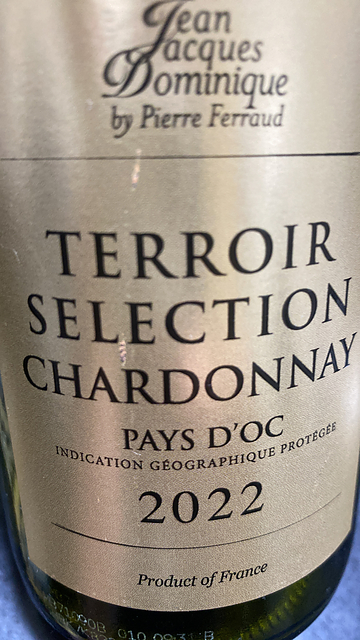 Jean
Jacques
Dominique
by Pierre Ferraud
TERROIR
SELECTION
CHARDONNAY
PAYS D'OC
INDICATION GÉOGRAPHIQUE PROTÉGÉE
2022
Product of France